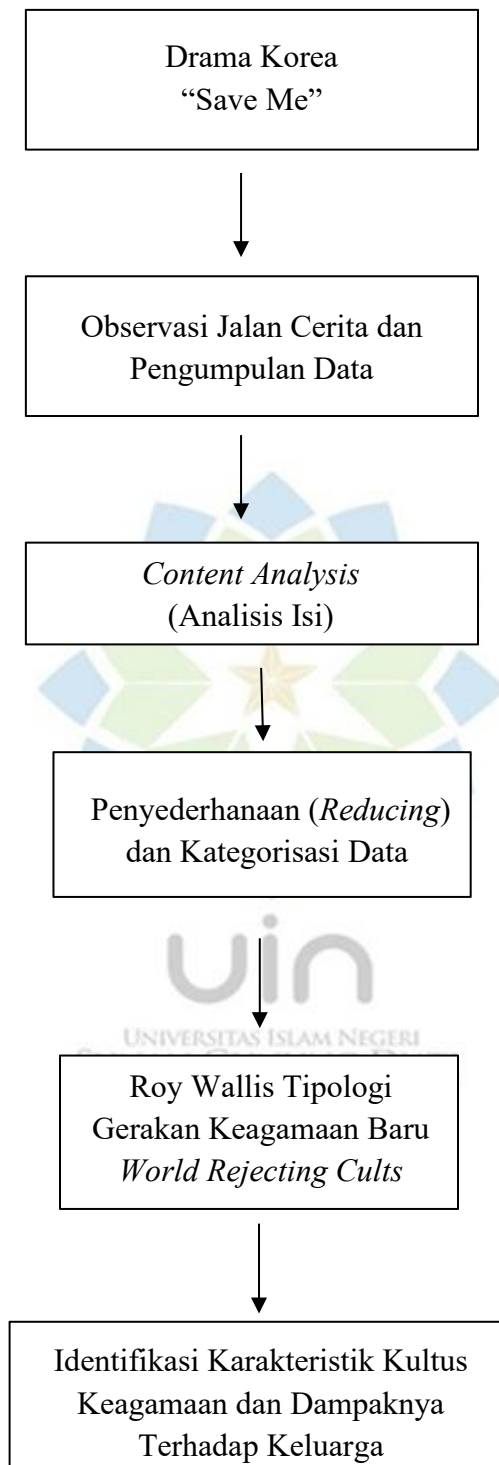 Drama Korea
“Save Me”
Observasi Jalan Cerita dan
Pengumpulan Data
Content Analysis
(Analisis Isi)
Penyederhanaan (Reducing)
dan Kategorisasi Data
uin
UNIVERSITAS ISLAM NEGERI
Roy Wallis Tipologi
Gerakan Keagamaan Baru
World Rejecting Cults
Identifikasi Karakteristik Kultus
Keagamaan dan Dampaknya
Terhadap Keluarga